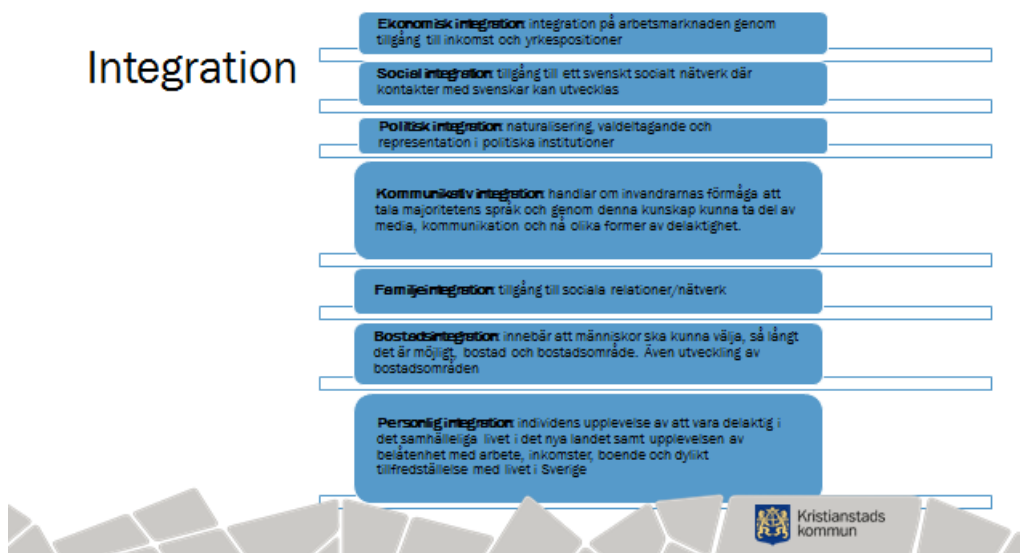 Integration
Ekonomisk integration: integration på arbetsmarknaden genom
tillgång till inkomst och yrkespositioner
Social integration: tillgång till ett svenskt socialt nätverk där
kontakter med svenskar kan utvecklas
Politisk integration: naturalisering, valdeltagande och
representation i politiska institutioner
Kommunikativ integration: handlar om invandrarnas förmåga att
tala majoritetens språk och genom denna kunskap kunna ta del av
media, kommunikation och nå olika former av delaktighet.
Familjeintegration: tillgång till sociala relationer/nätverk
Bostadsintegration: innebär att människor ska kunna välja, så långt
det är möjligt, bostad och bostadsområde. Även utveckling av
bostadsområden
Personlig integration: individens upplevelse av att vara delaktig i
det samhälleliga livet i det nya landet samt upplevelsen av
belåtenhet med arbete, inkomster, boende och dylikt
tillfredställelse med livet i Sverige
Kristianstads
kommun